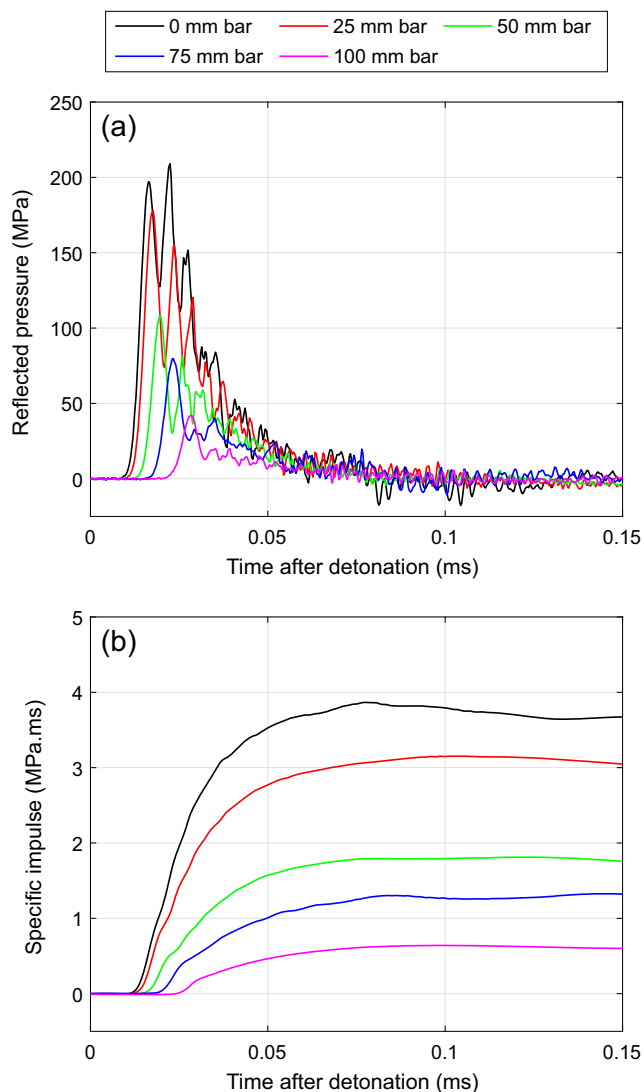 0 mm bar 25 mm bar 50 mm bar
75 mm bar 100 mm bar
(a)
Reflected pressure (MPa)
250
200
150
100
50
0
0 0.05 0.1 0.15
Time after detonation (ms)
(b)
Specific impulse (MPa.ms)
5
4
3
2
1
0
0 0.05 0.1 0.15
Time after detonation (ms)